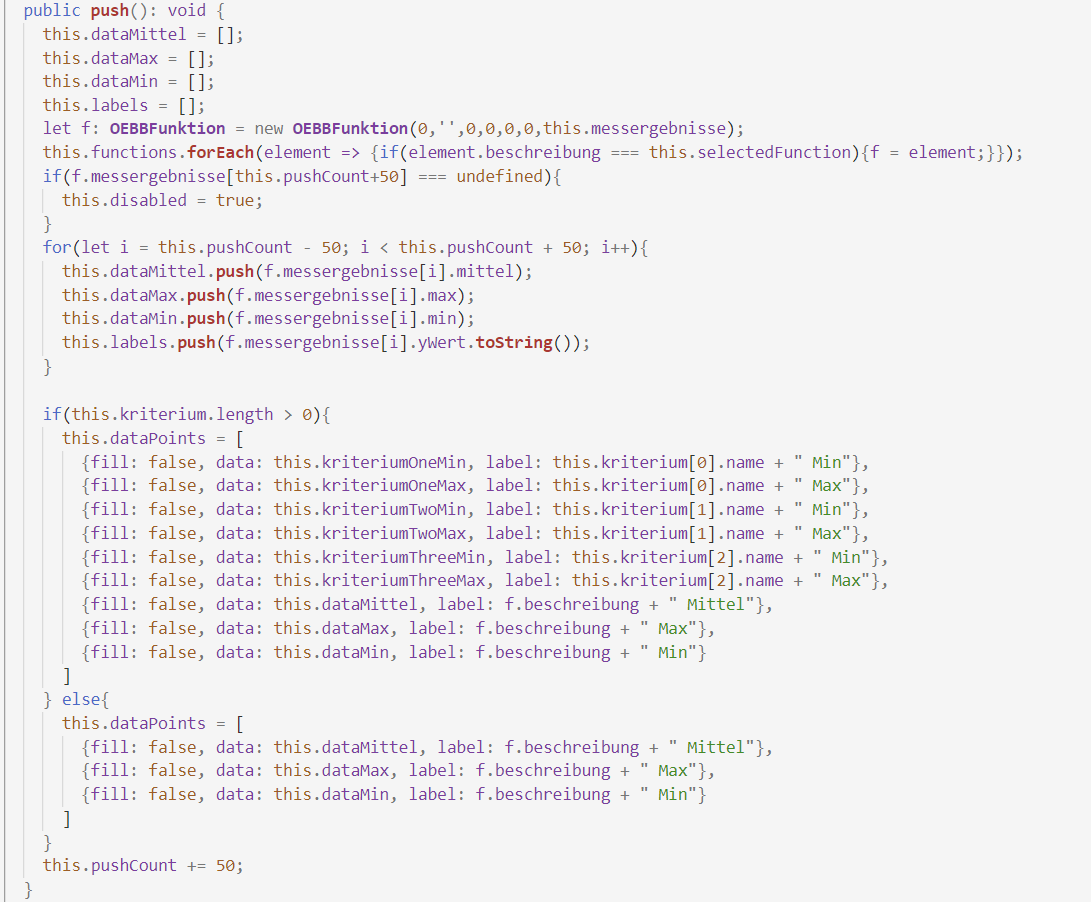 public push(): void {
this.dataMittel = [];
this.dataMax = [];
this.dataMin = [];
this.labels = [];
let f: OEBBFunktion = new OEBBFunktion(0,'',0,0,0,0,this.messergebnisse);
this.functions.forEach(element => {if(element.beschreibung === this.selectedFunction){f = element;}});
if(f.messergebnisse[this.pushCount+50] === undefined){
this.disabled = true;
}
for(let i = this.pushCount - 50; i < this.pushCount + 50; i++){
this.dataMittel.push(f.messergebnisse[i].mittel);
this.dataMax.push(f.messergebnisse[i].max);
this.dataMin.push(f.messergebnisse[i].min);
this.labels.push(f.messergebnisse[i].yWert.toString());
}
if(this.kriterium.length > 0){
this.dataPoints = [
{fill: false, data: this.kriteriumOneMin, label: this.kriterium[0].name + " Min"},
{fill: false, data: this.kriteriumOneMax, label: this.kriterium[0].name + " Max"},
{fill: false, data: this.kriteriumTwoMin, label: this.kriterium[1].name + " Min"},
{fill: false, data: this.kriteriumTwoMax, label: this.kriterium[1].name + " Max"},
{fill: false, data: this.kriteriumThreeMin, label: this.kriterium[2].name + " Min"},
{fill: false, data: this.kriteriumThreeMax, label: this.kriterium[2].name + " Max"},
{fill: false, data: this.dataMittel, label: f.beschreibung + " Mittel"},
{fill: false, data: this.dataMax, label: f.beschreibung + " Max"},
{fill: false, data: this.dataMin, label: f.beschreibung + " Min"}
]
} else{
this.dataPoints = [
{fill: false, data: this.dataMittel, label: f.beschreibung + " Mittel"},
{fill: false, data: this.dataMax, label: f.beschreibung + " Max"},
{fill: false, data: this.dataMin, label: f.beschreibung + " Min"}
]
}
this.pushCount += 50;
}